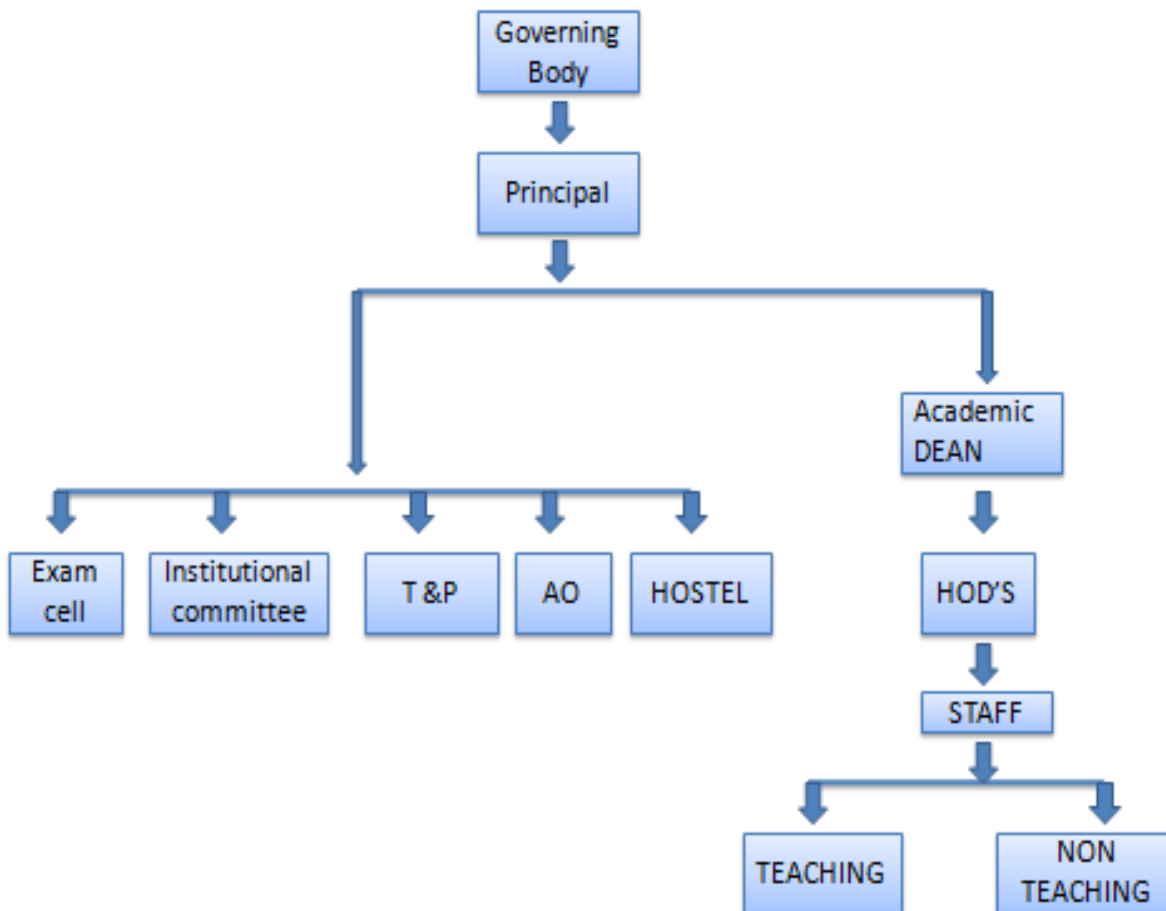 Governing
Body
Principal
Academic
DEAN
Exam
cell
Institutional
committee
T &P
AO
HOSTEL
HOD'S
STAFF
TEACHING
NON
TEACHING